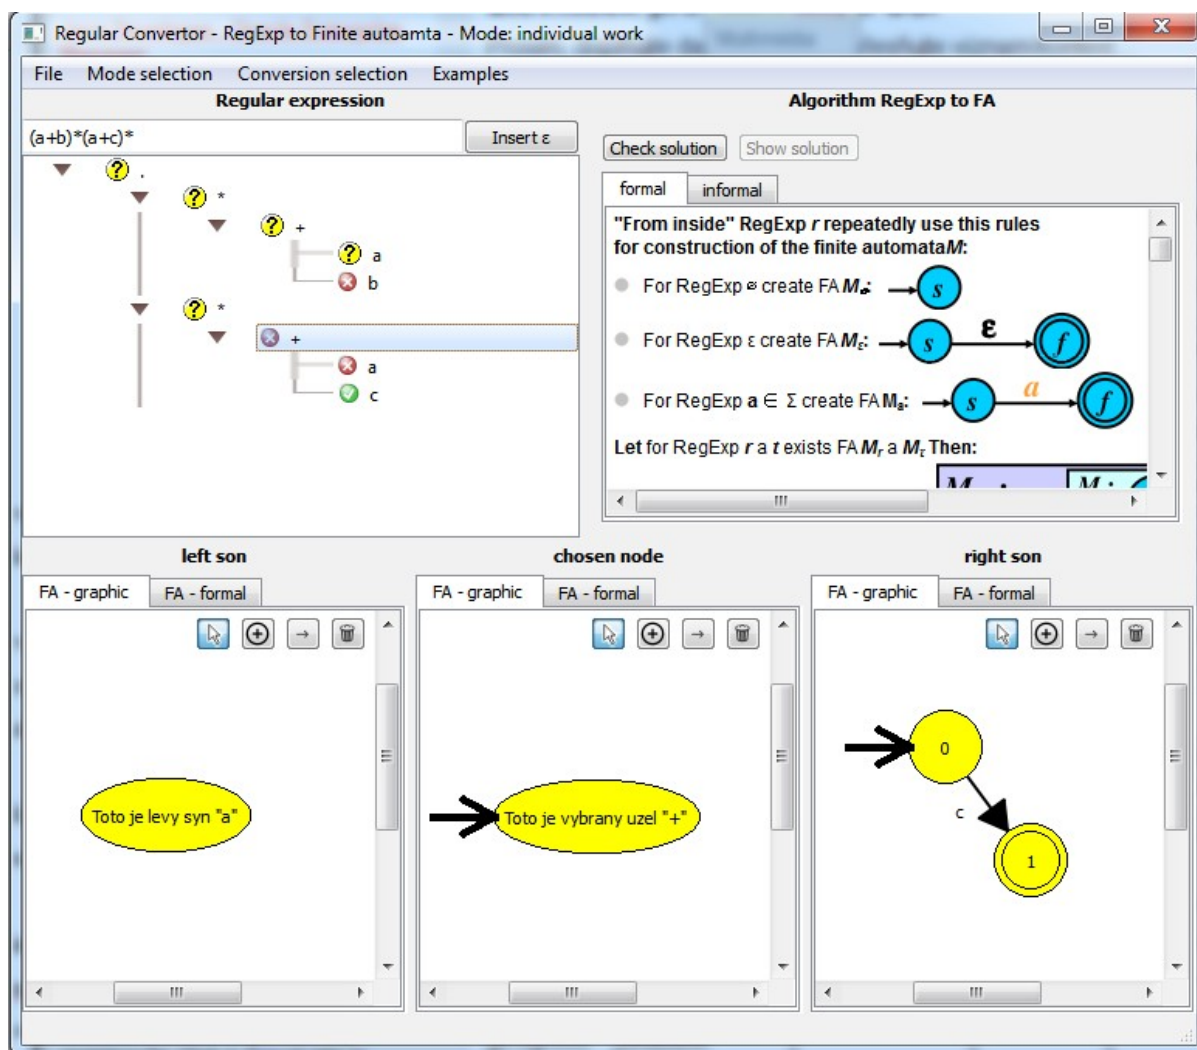 Regular Convertor - RegExp to Finite autoamta - Mode: individual work
File Mode selection Conversion selection Examples
Regular expression
(a+b)*(a+c)*
Insert ε
.
*
+
a
b
*
+
a
c
Algorithm RegExp to FA
Check solution Show solution
formal informal
"From inside" RegExp r repeatedly use this rules
for construction of the finite automataM:
For RegExp ø create FA Mø: s
For RegExp ε create FA Mε: s ε f
For RegExp a ∈ Σ create FA Ma: s a f
Let for RegExp r a t exists FA Mr a Mt Then:
left son
FA - graphic FA - formal
Toto je levy syn "a"
chosen node
FA - graphic FA - formal
Toto je vybrany uzel "+"
right son
FA - graphic FA - formal
0
c
1